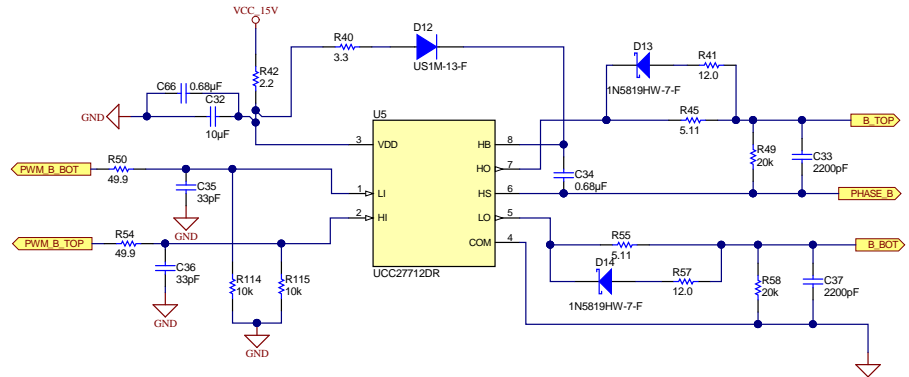 VCC_15V
D12
R40
3.3
US1M-13-F
D13
R41
12.0
1N5819HW-7-F
R42
2.2
C66
0.68µF
C32
10µF
GND
R45
5.11
B_TOP
U5
3
VDD
HB
8
HO
7
R49
20k
C33
2200pF
C34
0.68µF
PWM_B_BOT
R50
49.9
C35
33pF
GND
1
LI
HS
6
PHASE_B
2
HI
LO
5
PWM_B_TOP
R54
49.9
C36
33pF
GND
COM
4
R55
5.11
B_BOT
D14
R57
12.0
1N5819HW-7-F
R58
20k
C37
2200pF
R114
10k
R115
10k
UCC27712DR
GND